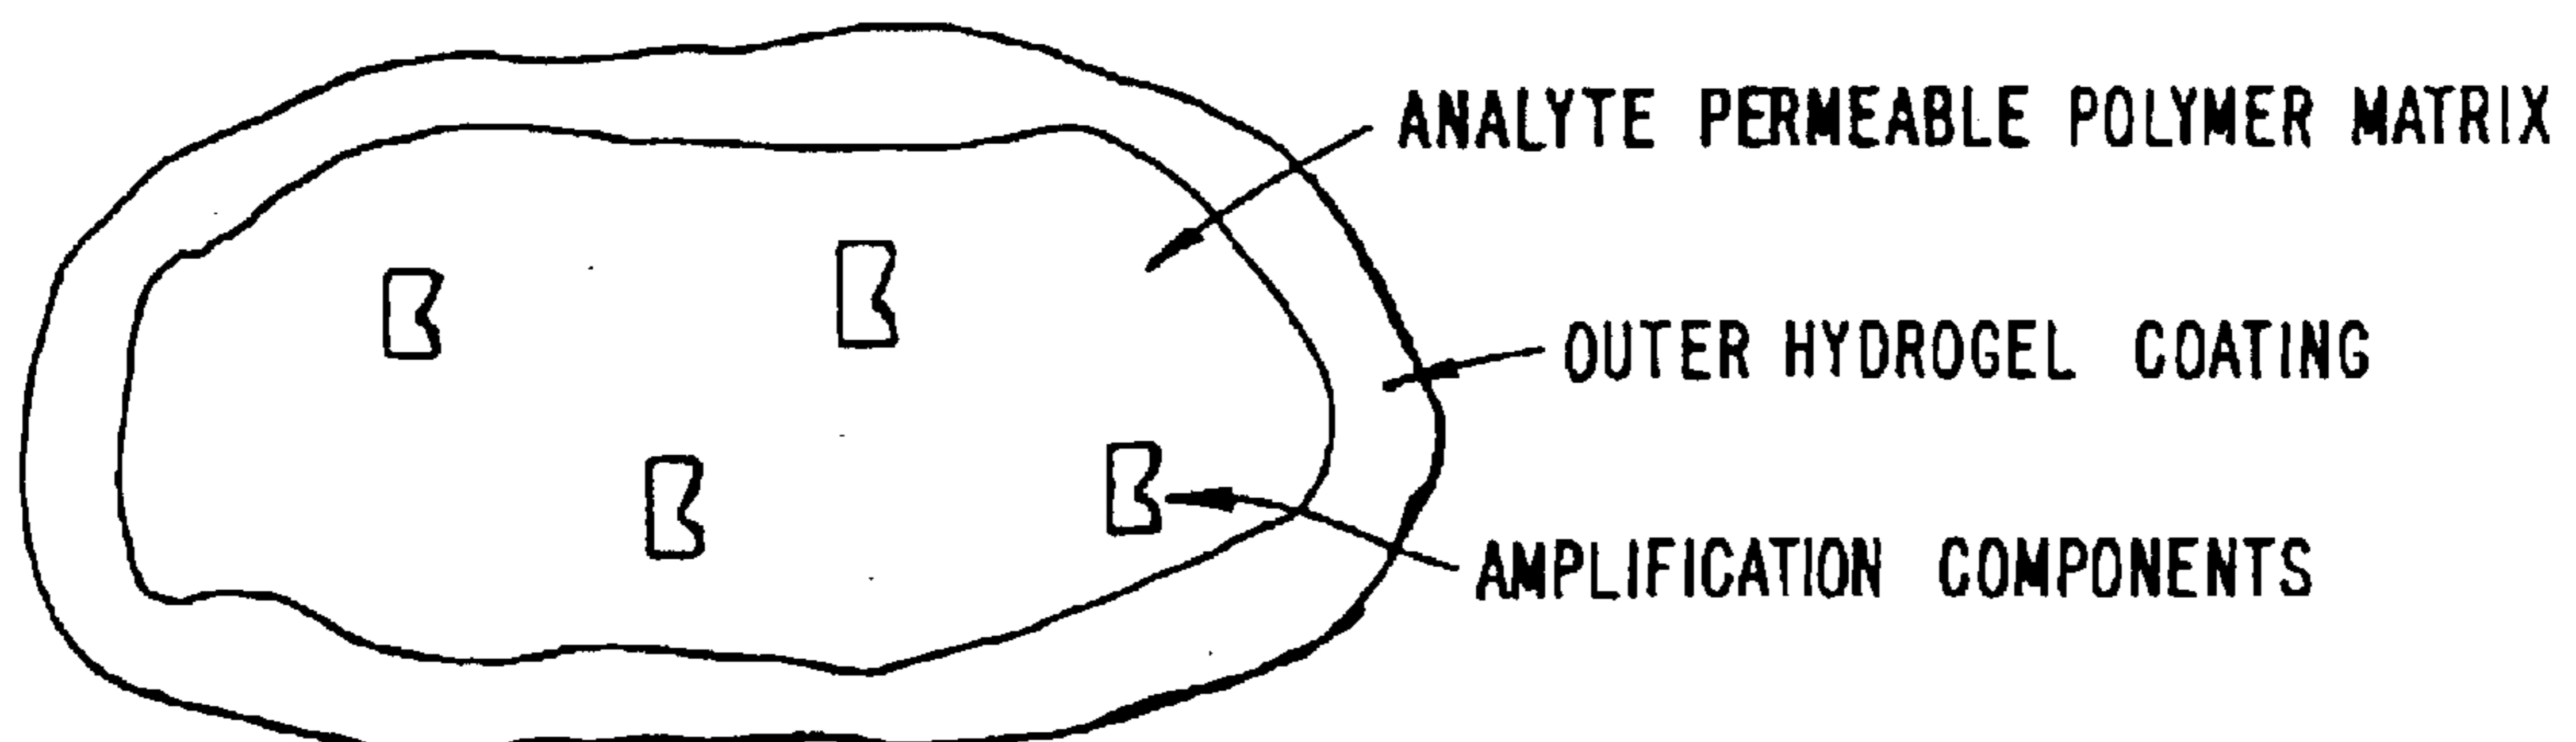 ANALYTE PERMEABLE POLYMER MATRIX
OUTER HYDROGEL COATING
AMPLIFICATION COMPONENTS